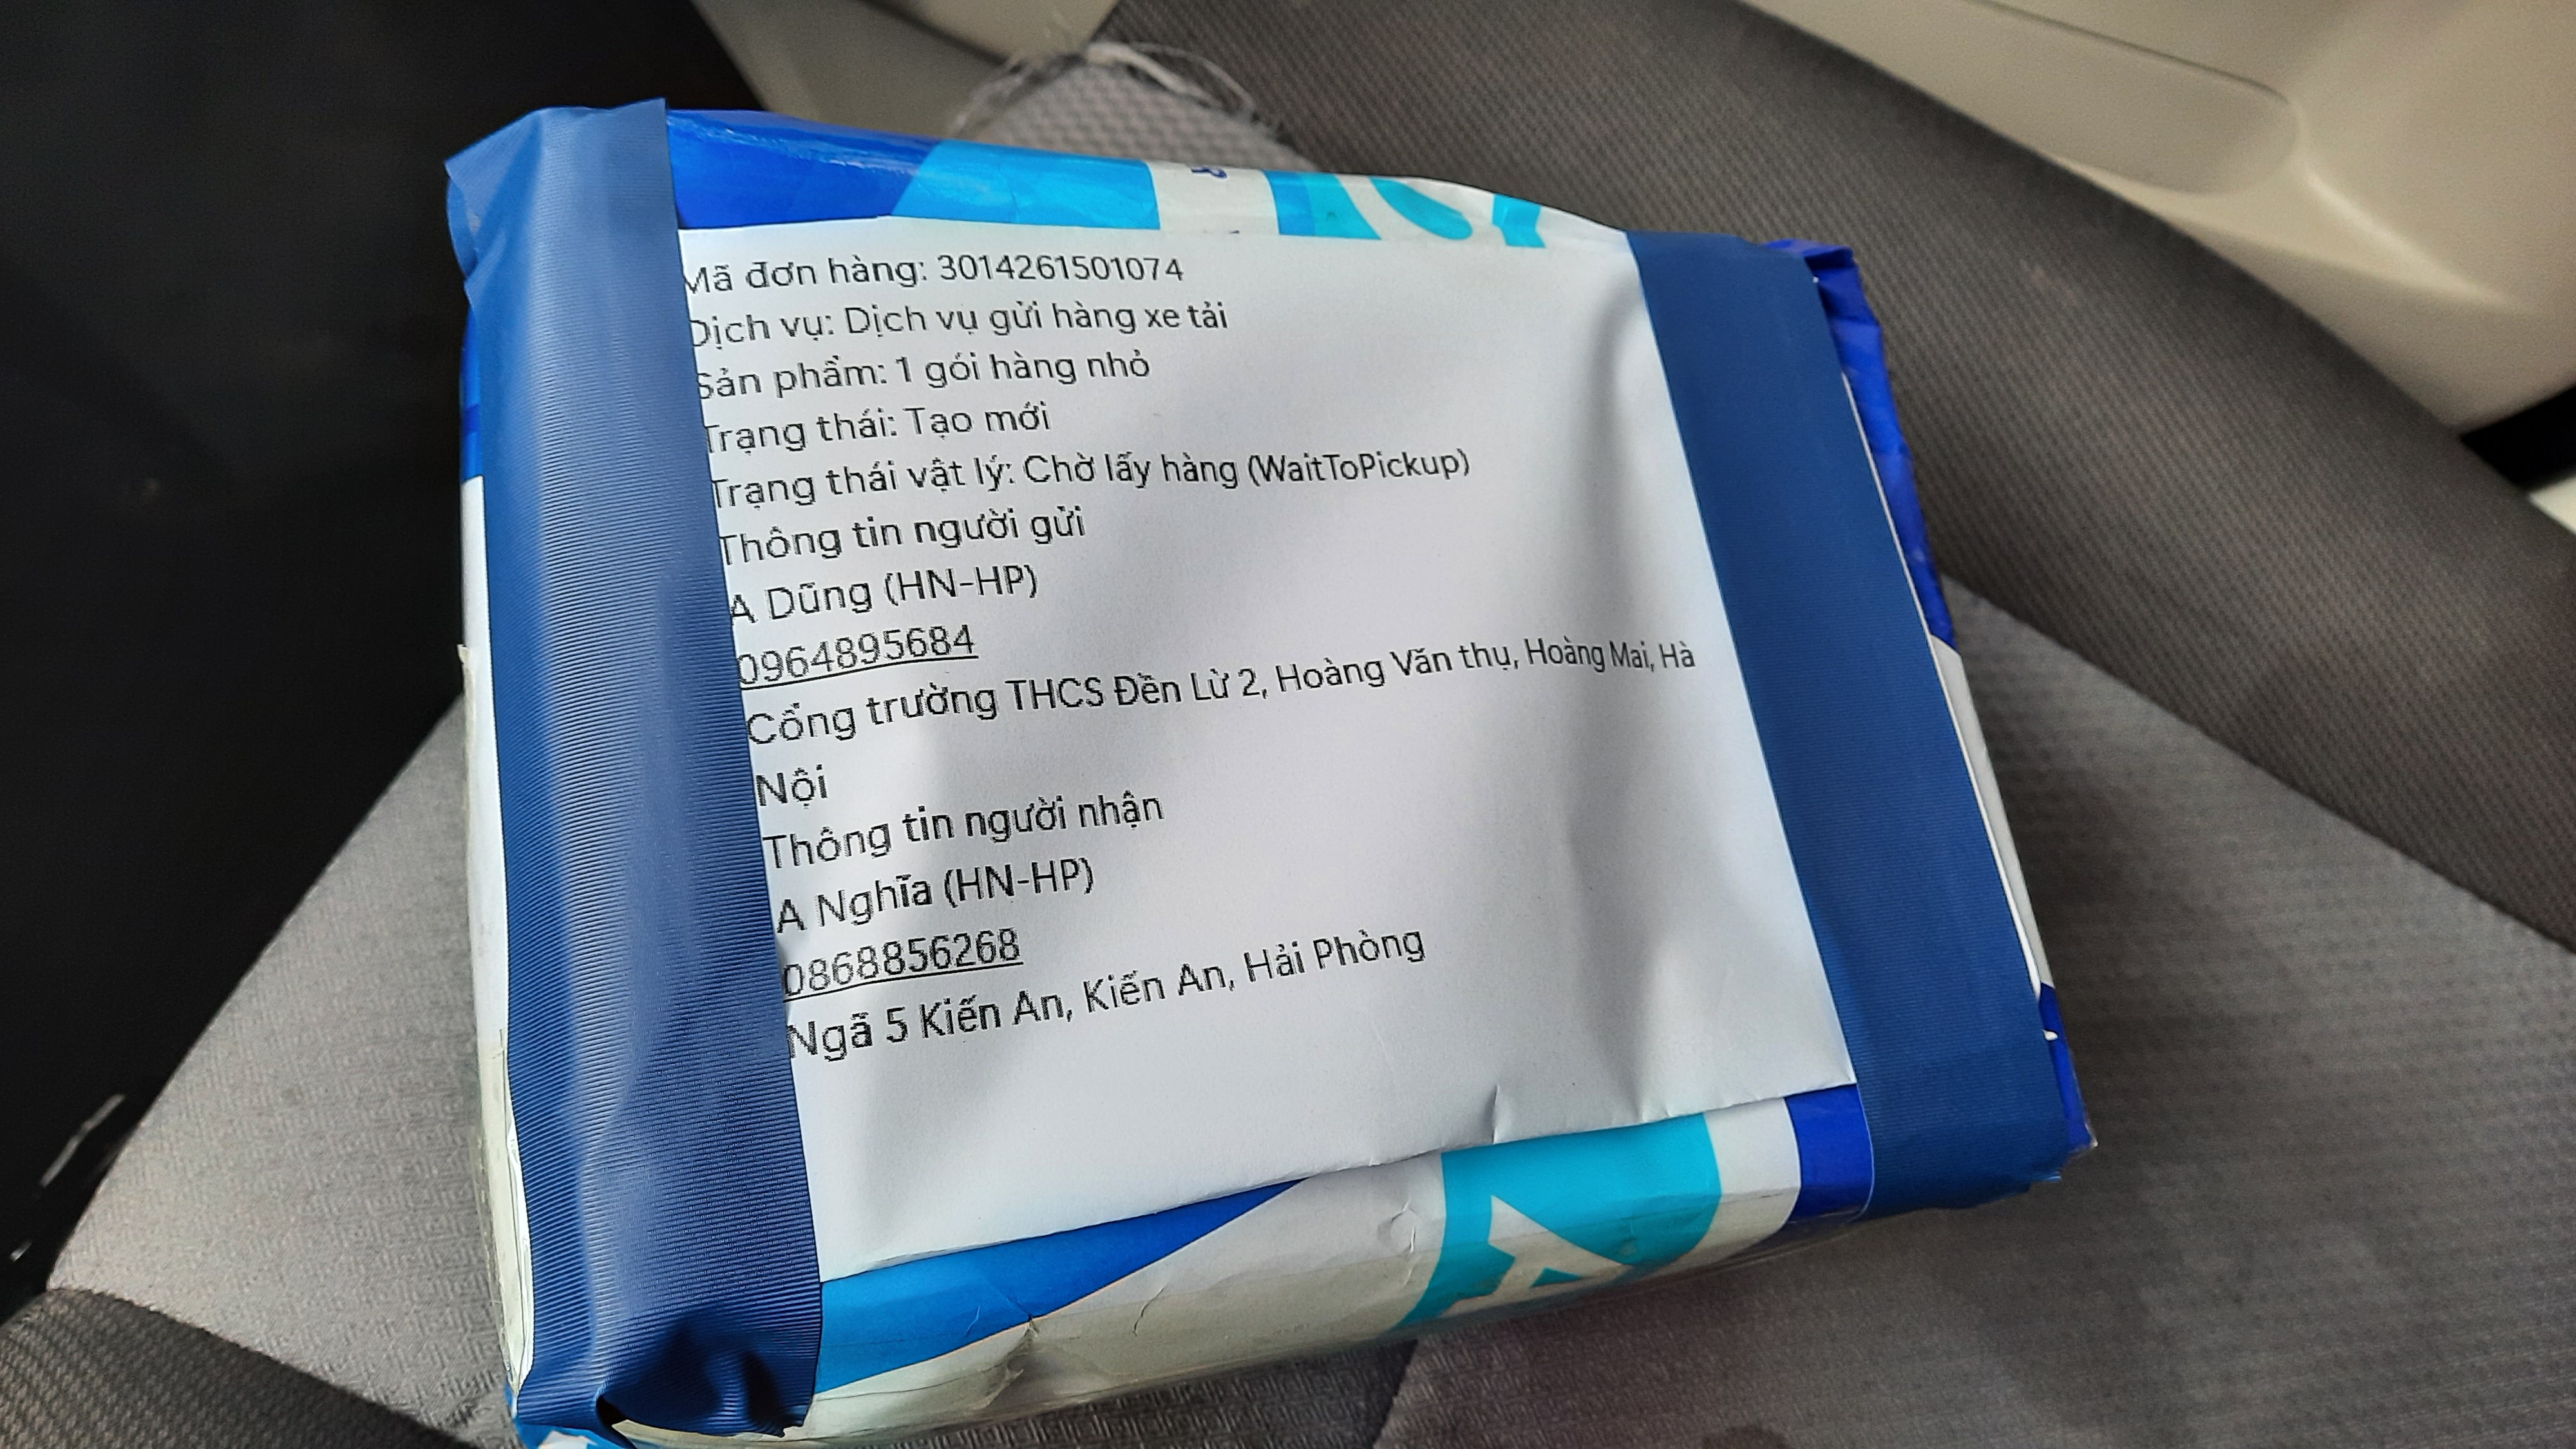 Mã đơn hàng: 3014261501074
Dịch vụ: Dịch vụ gửi hàng xe tải
Sản phẩm: 1 gói hàng nhỏ
Trạng thái: Tạo mới
Trạng thái vật lý: Chờ lấy hàng (WaitToPickup)
Thông tin người gửi
A Dũng (HN-HP)
0964895684
Cổng trường THCS Đền Lừ 2, Hoàng Văn thụ, Hoàng Mai, Hà
Nội
Thông tin người nhận
A Nghĩa (HN-HP)
0868856268
Ngã 5 Kiến An, Kiến An, Hải Phòng